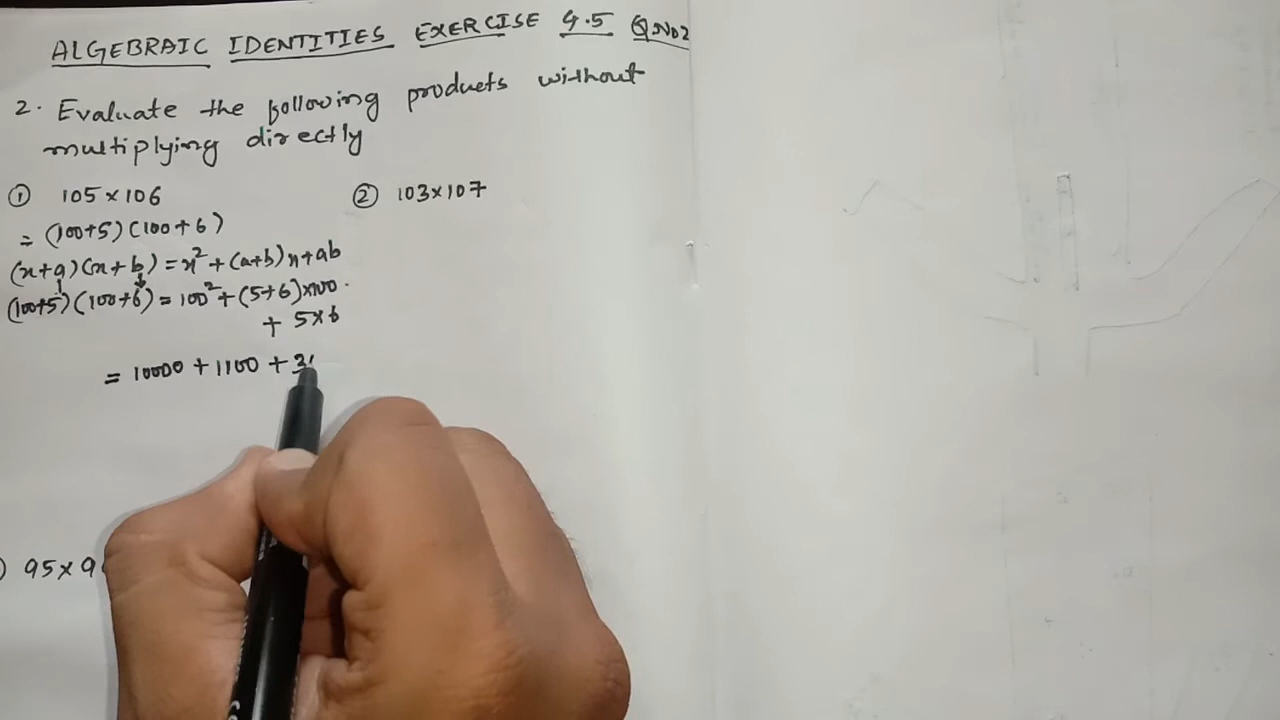 ALGEBRAIC IDENTITIES EXERCISE 4.5 Q.NO2
2. Evaluate the following products without
multiplying directly
① 105×106
② 103×107
= (100+5)(100+6)
(x+a)(x+b) = x²+(a+b)x+ab
(100+5)(100+6) = 100²+(5+6)×100
+ 5×6
= 10000+1100+3
95×9